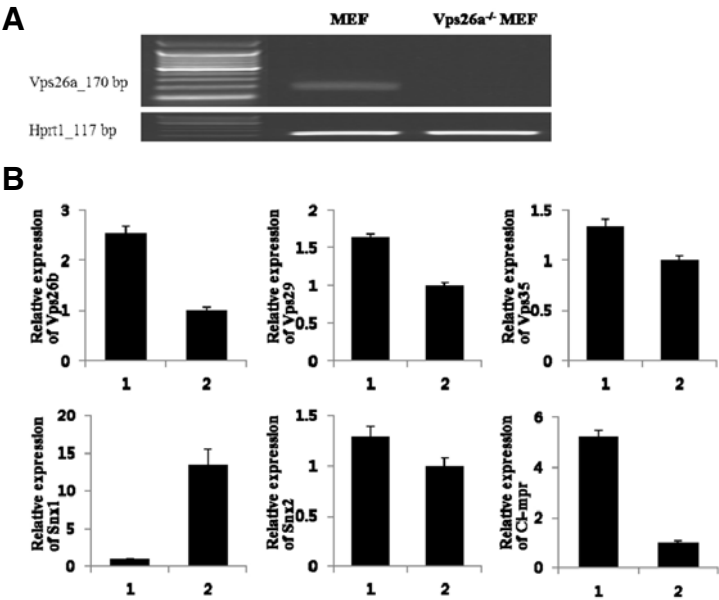 A
MEF
Vps26a-/- MEF
Vps26a_170 bp
Hprt1_117 bp
B
Relative expression
of Vps26b
3
2
1
0
1
2
Relative expression
of Vps29
2
1.5
1
0.5
0
1
2
Relative expression
of Vps35
1.5
1
0.5
0
1
2
Relative expression
of Snx1
20
15
10
5
0
1
2
Relative expression
of Snx2
1.5
1
0.5
0
1
2
Relative expression
of CI-mpr
6
4
2
0
1
2